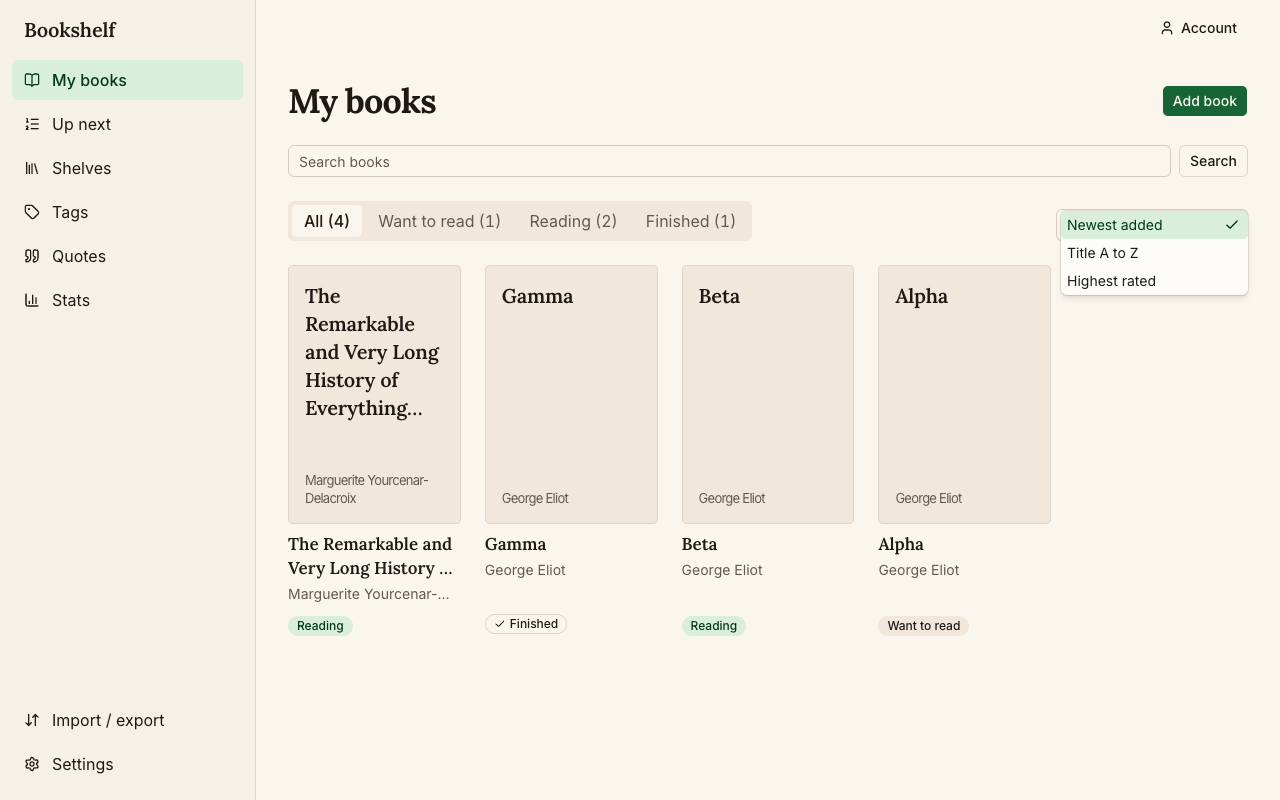 Bookshelf
My books
Up next
Shelves
Tags
Quotes
Stats
Import / export
Settings
Account
My books
Add book
Search books
Search
All (4)
Want to read (1)
Reading (2)
Finished (1)
Newest added
Title A to Z
Highest rated
The
Remarkable
and Very Long
History of
Everything...
Marguerite Yourcenar-
Delacroix
The Remarkable and
Very Long History ...
Marguerite Yourcenar-...
Reading
Gamma
George Eliot
Gamma
George Eliot
Finished
Beta
George Eliot
Beta
George Eliot
Reading
Alpha
George Eliot
Alpha
George Eliot
Want to read